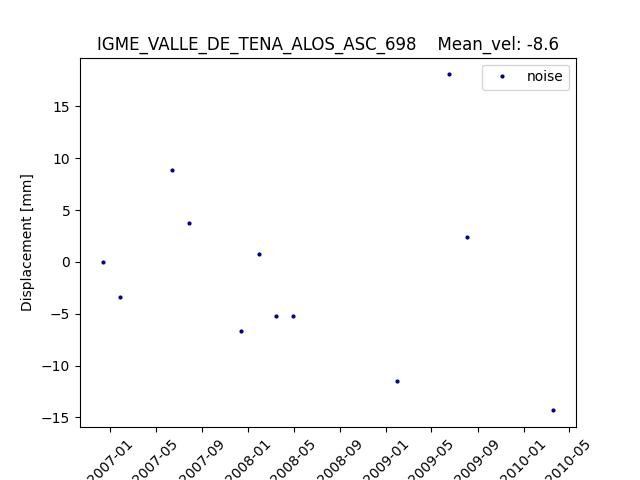 IGME_VALLE_DE_TENA_ALOS_ASC_698    Mean_vel: -8.6
noise
Displacement [mm]
15
10
5
0
−5
−10
−15
2007-01 2007-05 2007-09 2008-01 2008-05 2008-09 2009-01 2009-05 2009-09 2010-01 2010-05